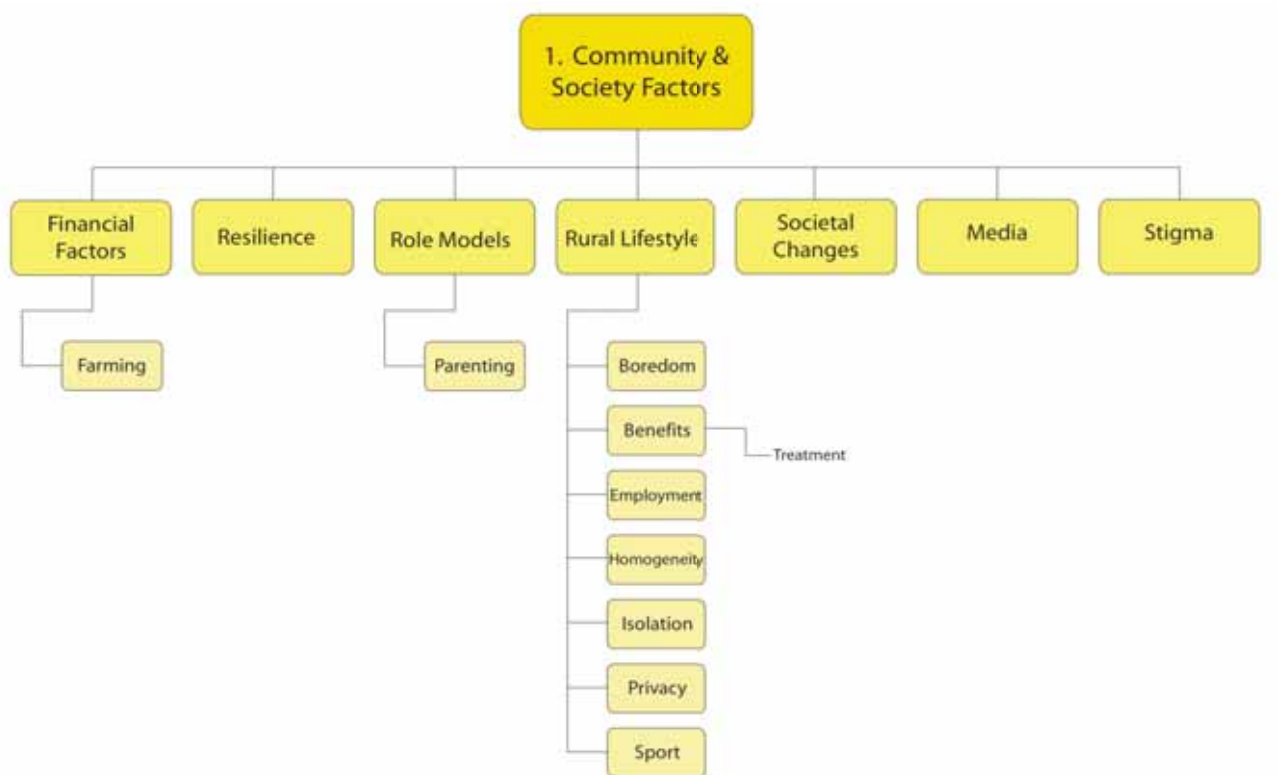 1. Community &
Society Factors
Financial
Factors
Resilience
Role Models
Rural Lifestyle
Societal
Changes
Media
Stigma
Farming
Parenting
Boredom
Benefits
Treatment
Employment
Homogeneity
Isolation
Privacy
Sport